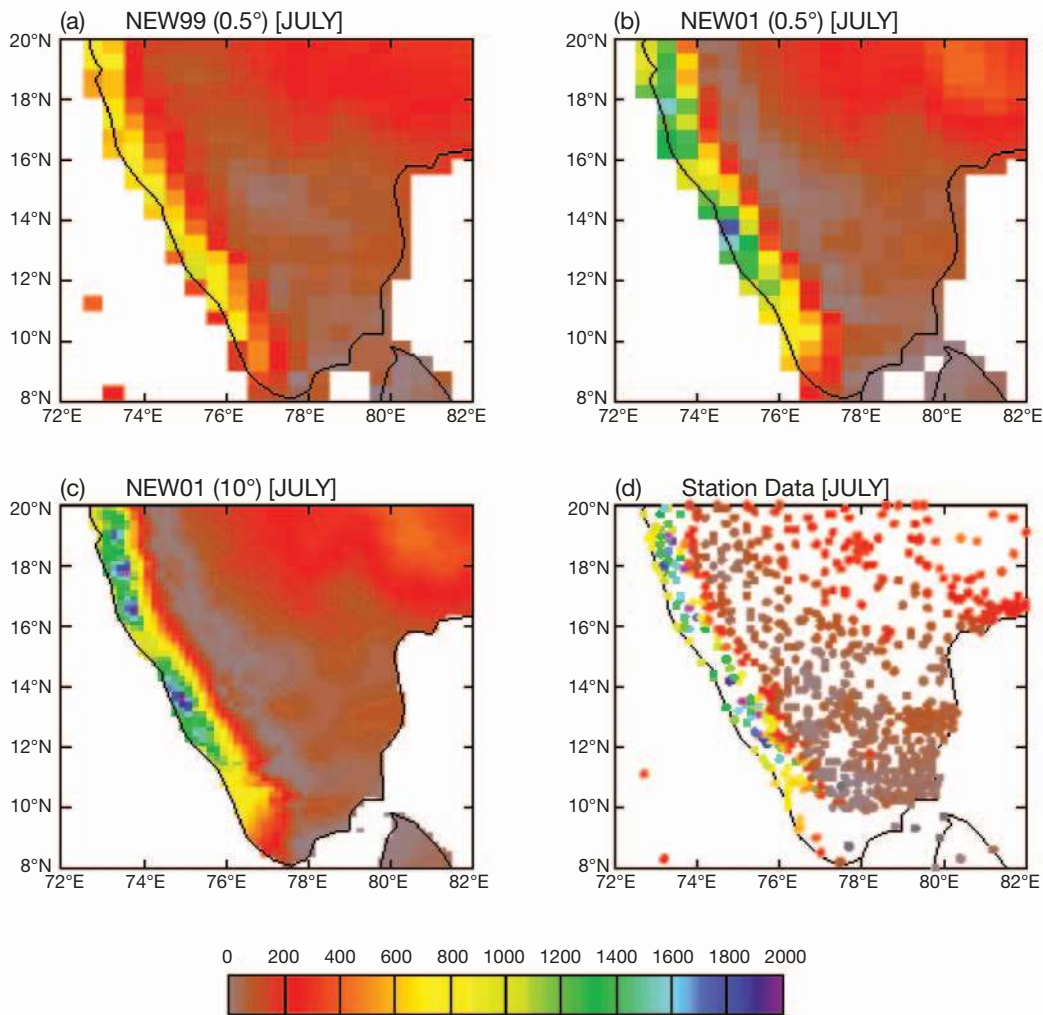 (a) NEW99 (0.5°) [JULY]
20°N
18°N
16°N
14°N
12°N
10°N
8°N
72°E 74°E 76°E 78°E 80°E 82°E
(b) NEW01 (0.5°) [JULY]
20°N
18°N
16°N
14°N
12°N
10°N
8°N
72°E 74°E 76°E 78°E 80°E 82°E
(c) NEW01 (10°) [JULY]
20°N
18°N
16°N
14°N
12°N
10°N
8°N
72°E 74°E 76°E 78°E 80°E 82°E
(d) Station Data [JULY]
20°N
18°N
16°N
14°N
12°N
10°N
8°N
72°E 74°E 76°E 78°E 80°E 82°E
0 200 400 600 800 1000 1200 1400 1600 1800 2000